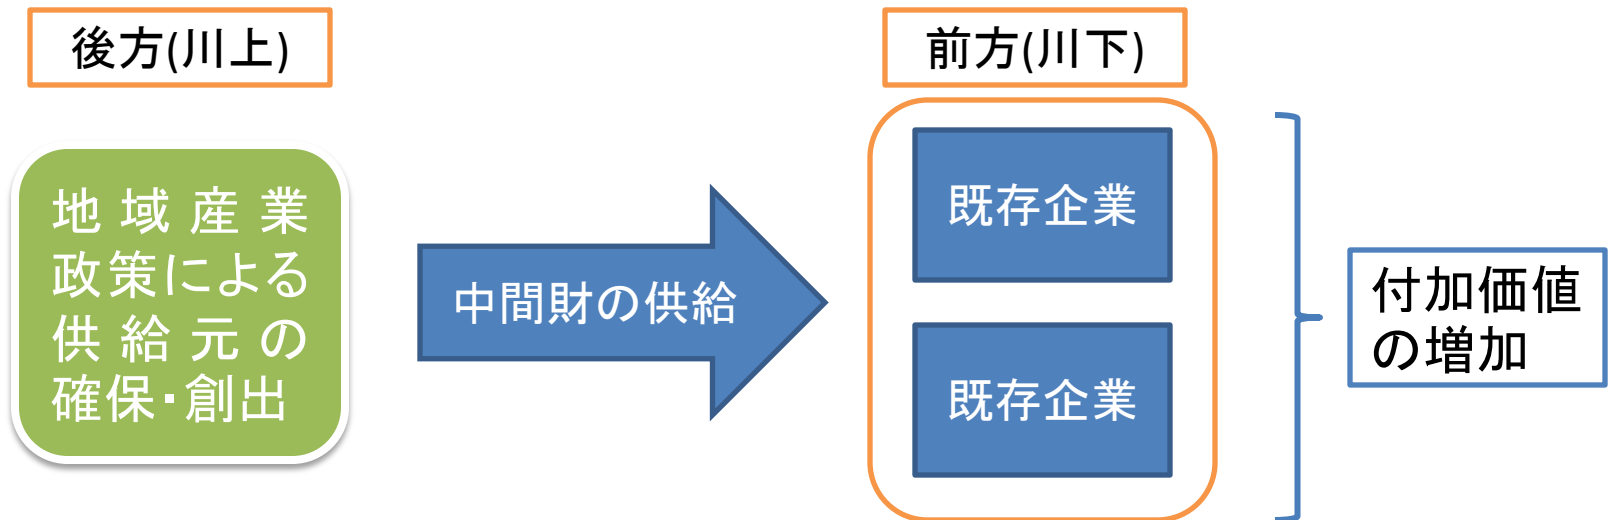 後方(川上)
前方(川下)
地域産業
政策による
供給元の
確保・創出
中間財の供給
既存企業
既存企業
付加価値
の増加